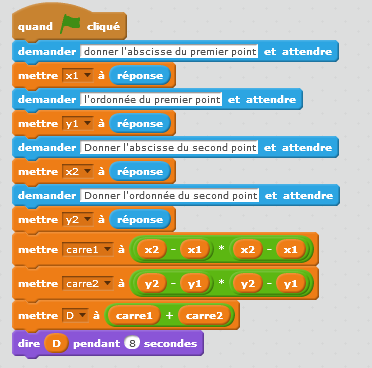 quand cliqué
demander donner l'abscisse du premier point et attendre
mettre x1 à réponse
demander l'ordonnée du premier point et attendre
mettre y1 à réponse
demander Donner l'abscisse du second point et attendre
mettre x2 à réponse
demander Donner l'ordonnée du second point et attendre
mettre y2 à réponse
mettre carre1 à x2 - x1 * x2 - x1
mettre carre2 à y2 - y1 * y2 - y1
mettre D à carre1 + carre2
dire D pendant 8 secondes